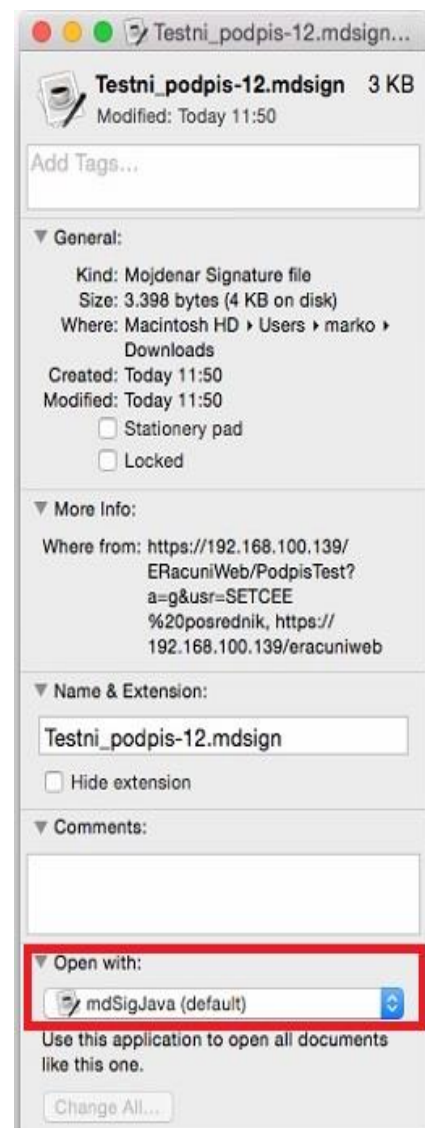 Testni_podpis-12.mdsign...
Testni_podpis-12.mdsign 3 KB
Modified: Today 11:50
Add Tags...
General:
Kind: Mojdenar Signature file
Size: 3.398 bytes (4 KB on disk)
Where: Macintosh HD ▸ Users ▸ marko ▸
Downloads
Created: Today 11:50
Modified: Today 11:50
Stationery pad
Locked
More Info:
Where from: https://192.168.100.139/
ERacuniWeb/PodpisTest?
a=g&usr=SETCEE
%20posrednik, https://
192.168.100.139/eracuniweb
Name & Extension:
Testni_podpis-12.mdsign
Hide extension
Comments:
Open with:
mdSigJava (default)
Use this application to open all documents
like this one.
Change All...